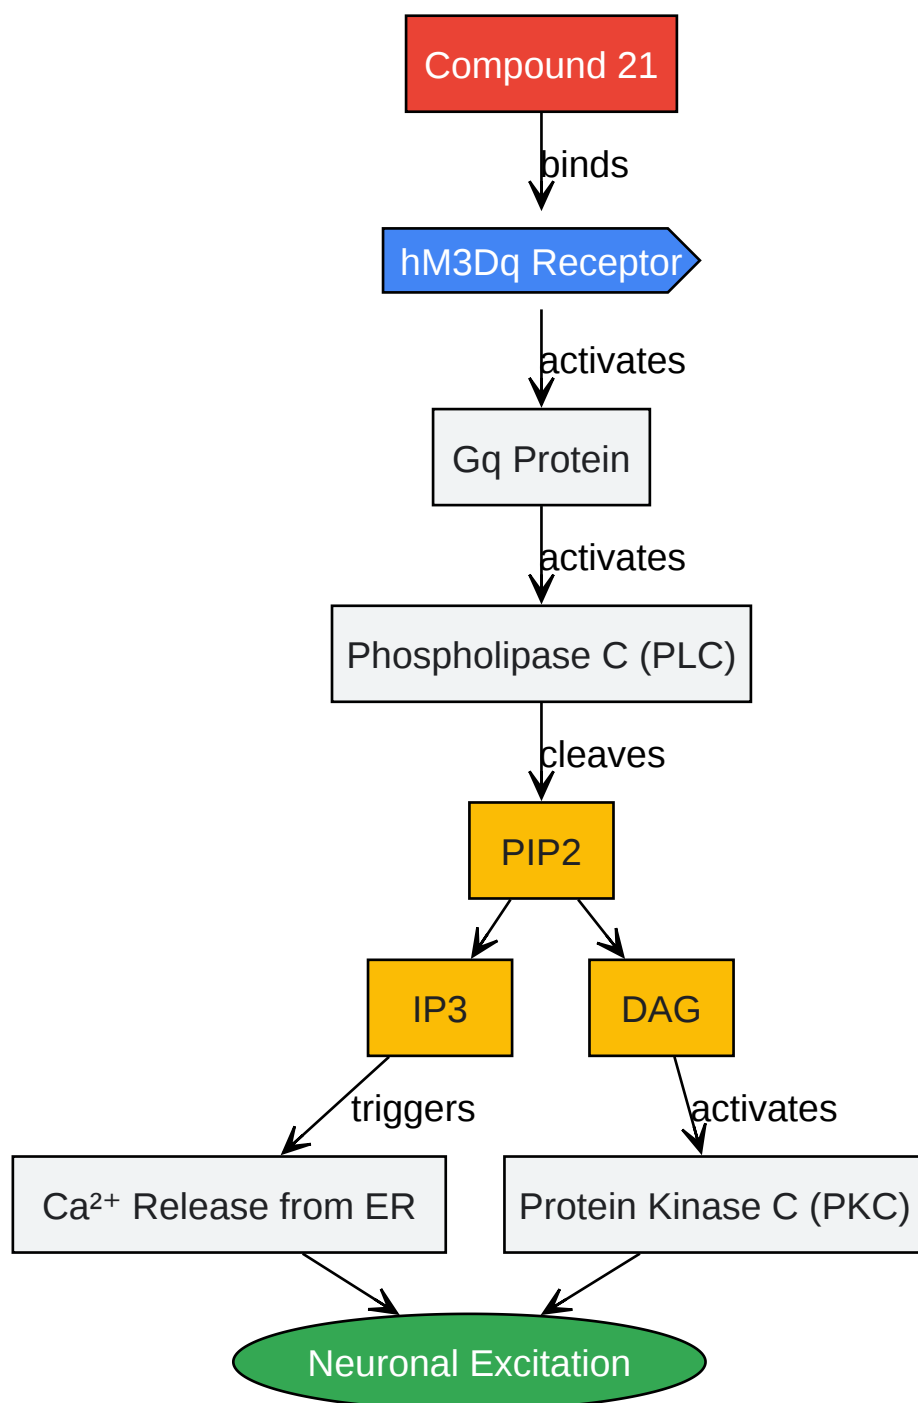 Compound 21
binds
hM3Dq Receptor
activates
Gq Protein
activates
Phospholipase C (PLC)
cleaves
PIP2
IP3
DAG
triggers
activates
Ca²⁺ Release from ER
Protein Kinase C (PKC)
Neuronal Excitation